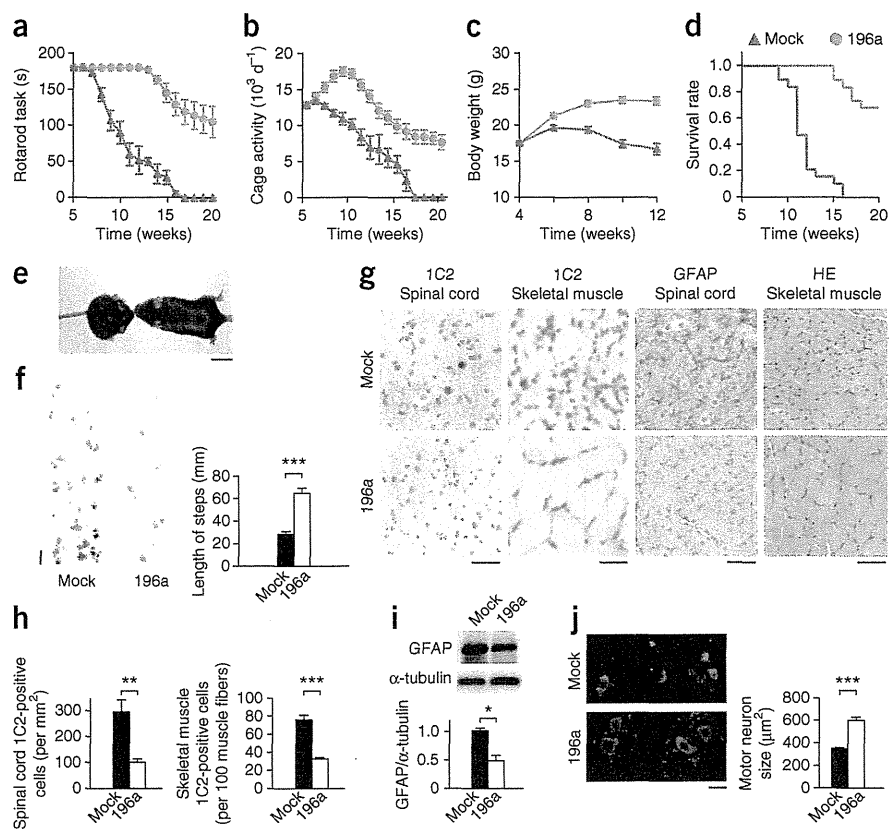 a
Rotarod task (s)
200
150
100
50
0
5 10 15 20
Time (weeks)
b
Cage activity (10³ d⁻¹)
20
15
10
5
0
5 10 15 20
Time (weeks)
c
Body weight (g)
30
25
20
15
10
4 6 8 10 12
Time (weeks)
d
Mock 196a
Survival rate
1.0
0.8
0.6
0.4
0.2
0
5 10 15 20
Time (weeks)
e
f
Mock 196a
Length of steps (mm)
80
60
40
20
0
***
Mock
196a
g
1C2
Spinal cord
1C2
Skeletal muscle
GFAP
Spinal cord
HE
Skeletal muscle
Mock
196a
h
Spinal cord 1C2-positive
cells (per mm²)
300
200
100
0
**
Mock
196a
Skeletal muscle
1C2-positive cells
(per 100 muscle fibers)
80
60
40
20
0
***
Mock
196a
i
Mock
196a
GFAP
α-tubulin
GFAP/α-tubulin
1.0
0.5
0
*
Mock
196a
j
Mock
196a
Motor neuron
size (μm²)
800
600
400
200
0
***
Mock
196a